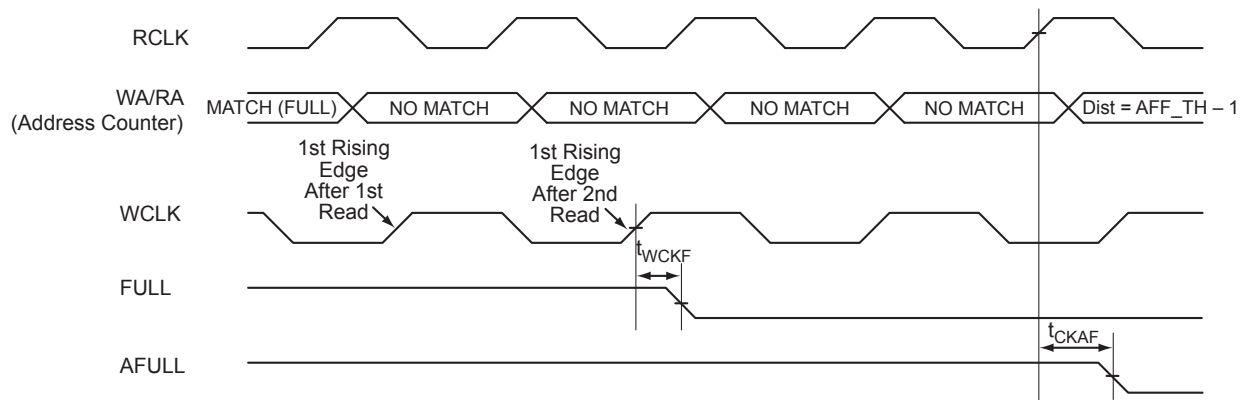 RCLK
WA/RA
(Address Counter)
MATCH (FULL) NO MATCH NO MATCH NO MATCH NO MATCH Dist = AFF_TH – 1
1st Rising
Edge
After 1st
Read
1st Rising
Edge
After 2nd
Read
WCLK
tWCKF
FULL
tCKAF
AFULL